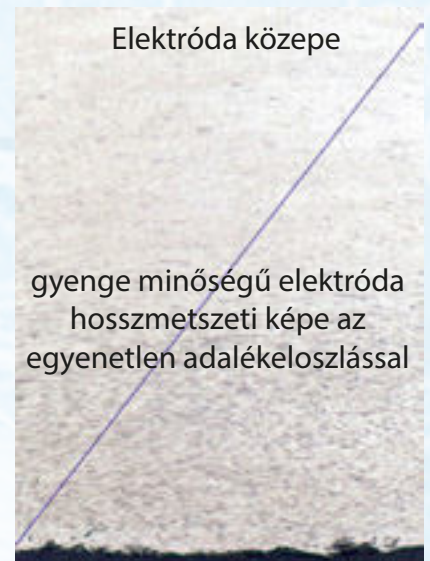 Elektróda közepe
gyenge minőségű elektróda
hosszmetszeti képe az
egyenetlen adalékeloszlással